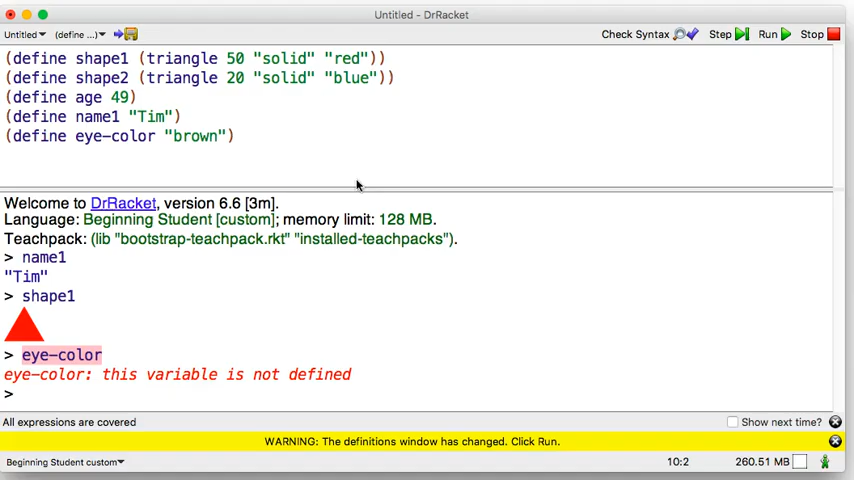 Untitled - DrRacket
Untitled▾ (define ...)▾ Check Syntax Step Run Stop
(define shape1 (triangle 50 "solid" "red"))
(define shape2 (triangle 20 "solid" "blue"))
(define age 49)
(define name1 "Tim")
(define eye-color "brown")
Welcome to DrRacket, version 6.6 [3m].
Language: Beginning Student [custom]; memory limit: 128 MB.
Teachpack: (lib "bootstrap-teachpack.rkt" "installed-teachpacks").
> name1
"Tim"
> shape1
> eye-color
eye-color: this variable is not defined
>
All expressions are covered Show next time?
WARNING: The definitions window has changed. Click Run.
Beginning Student custom▾ 10:2 260.51 MB